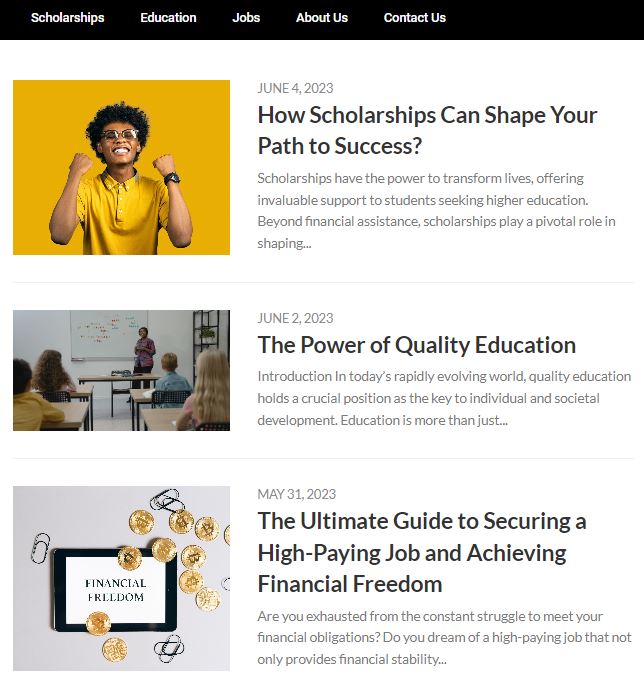 Scholarships Education Jobs About Us Contact Us
JUNE 4, 2023
How Scholarships Can Shape Your
Path to Success?
Scholarships have the power to transform lives, offering
invaluable support to students seeking higher education.
Beyond financial assistance, scholarships play a pivotal role in
shaping...
JUNE 2, 2023
The Power of Quality Education
Introduction In today's rapidly evolving world, quality education
holds a crucial position as the key to individual and societal
development. Education is more than just...
MAY 31, 2023
The Ultimate Guide to Securing a
High-Paying Job and Achieving
Financial Freedom
FINANCIAL
FREEDOM
Are you exhausted from the constant struggle to meet your
financial obligations? Do you dream of a high-paying job that not
only provides financial stability...